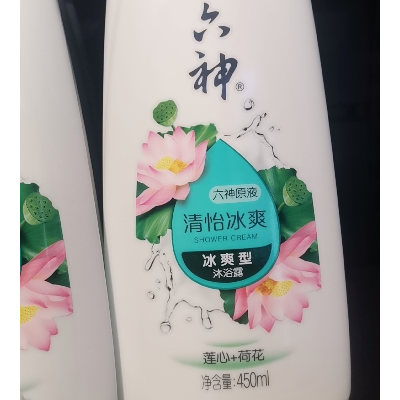 六神®
六神原液
清怡冰爽
SHOWER CREAM
冰爽型
沐浴露
莲心+荷花
净含量:450ml